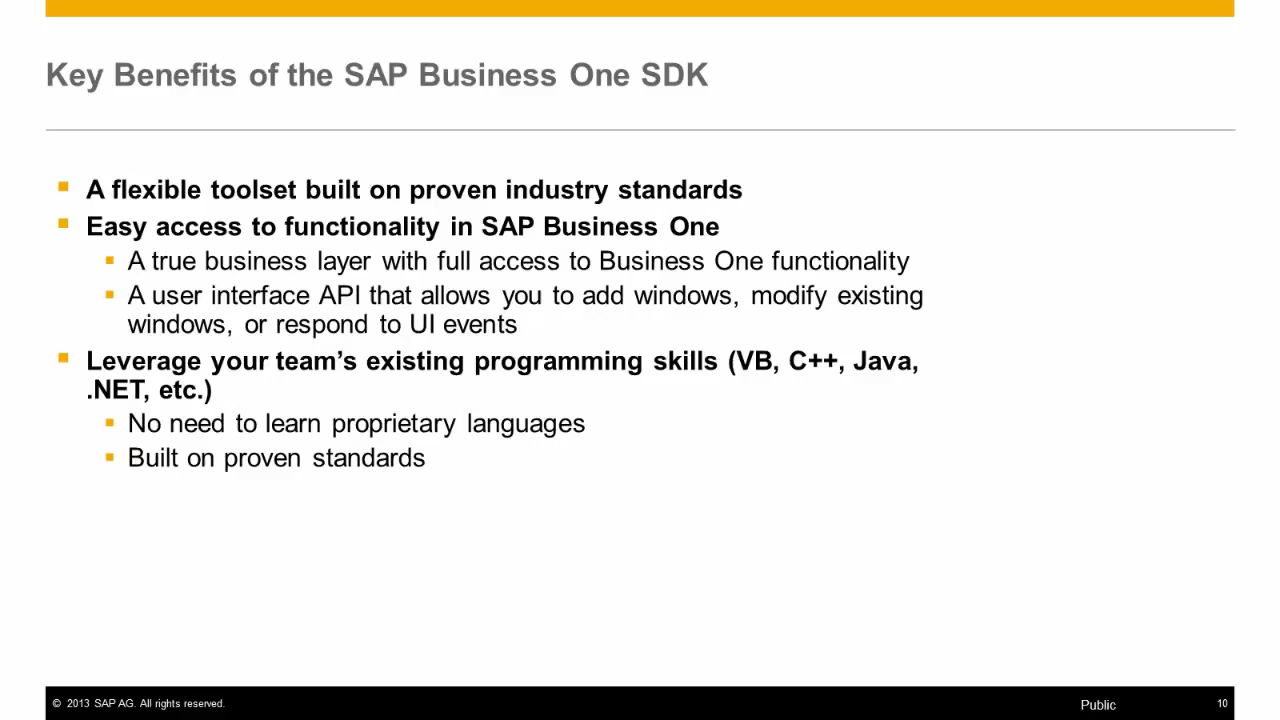 Key Benefits of the SAP Business One SDK
A flexible toolset built on proven industry standards
Easy access to functionality in SAP Business One
A true business layer with full access to Business One functionality
A user interface API that allows you to add windows, modify existing
windows, or respond to UI events
Leverage your team’s existing programming skills (VB, C++, Java,
.NET, etc.)
No need to learn proprietary languages
Built on proven standards
© 2013 SAP AG. All rights reserved.
Public
10